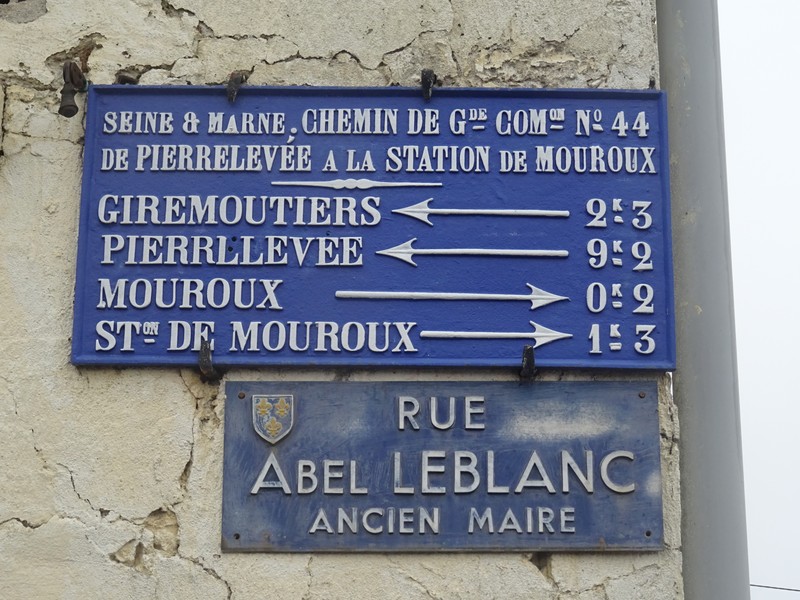 SEINE & MARNE. CHEMIN DE GDE COMON NO 44
DE PIERRELEVÉE A LA STATION DE MOUROUX
GIREMOUTIERS 2K3
PIERRLLEVEE 9K2
MOUROUX 0K2
STON DE MOUROUX 1K3
RUE
ABEL LEBLANC
ANCIEN MAIRE